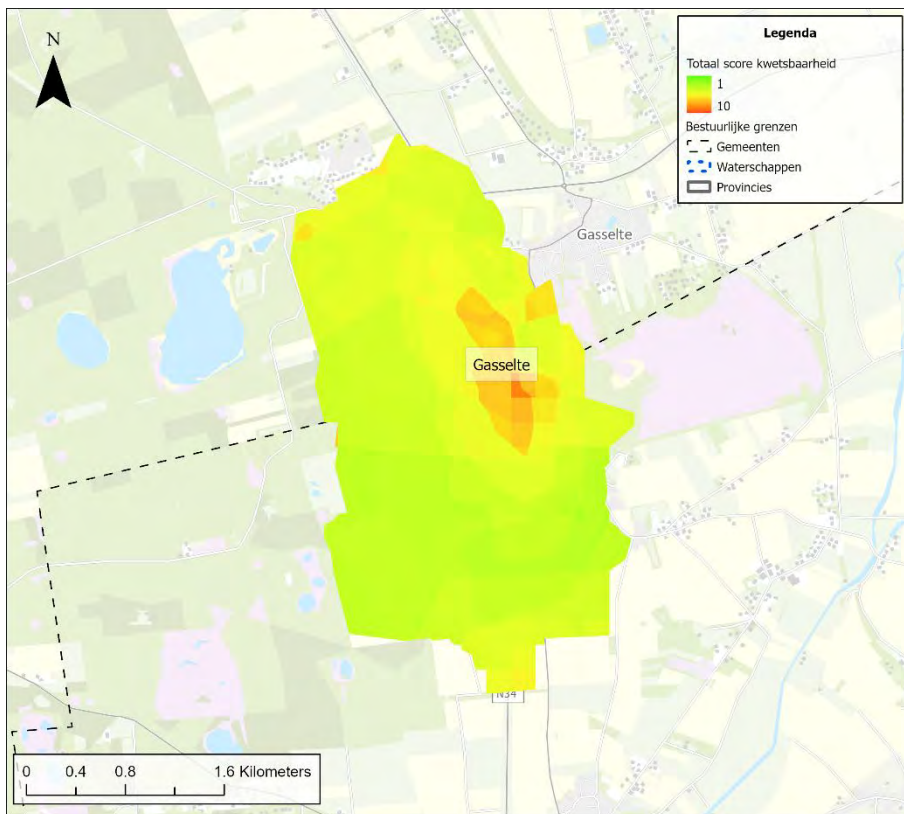 N
Legenda
Totaal score kwetsbaarheid
1
10
Bestuurlijke grenzen
Gemeenten
Waterschappen
Provincies
Gasselte
Gasselte
N34
0 0.4 0.8 1.6 Kilometers